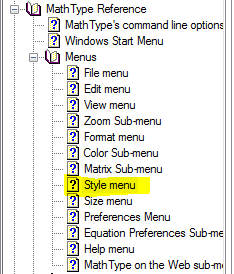 MathType Reference
MathType's command line options
Windows Start Menu
Menus
File menu
Edit menu
View menu
Zoom Sub-menu
Format menu
Color Sub-menu
Matrix Sub-menu
Style menu
Size menu
Preferences Menu
Equation Preferences Sub-me
Help menu
MathType on the Web sub-m